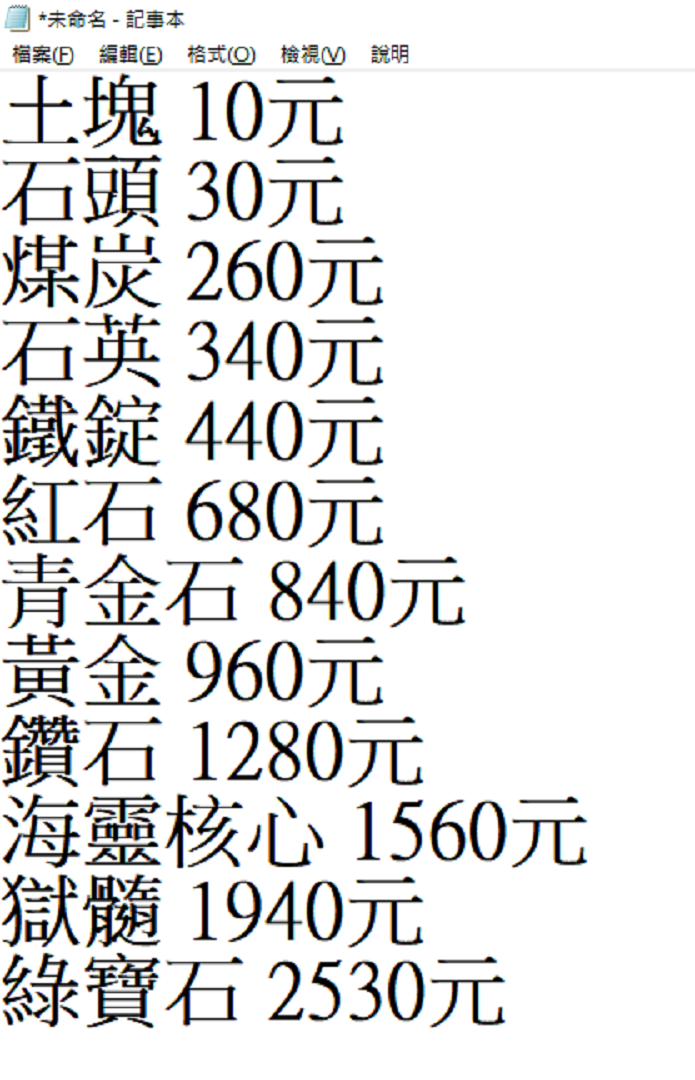 *未命名 - 記事本
檔案(F) 編輯(E) 格式(O) 檢視(V) 說明
土塊 10元
石頭 30元
煤炭 260元
石英 340元
鐵錠 440元
紅石 680元
青金石 840元
黃金 960元
鑽石 1280元
海靈核心 1560元
獄髓 1940元
綠寶石 2530元